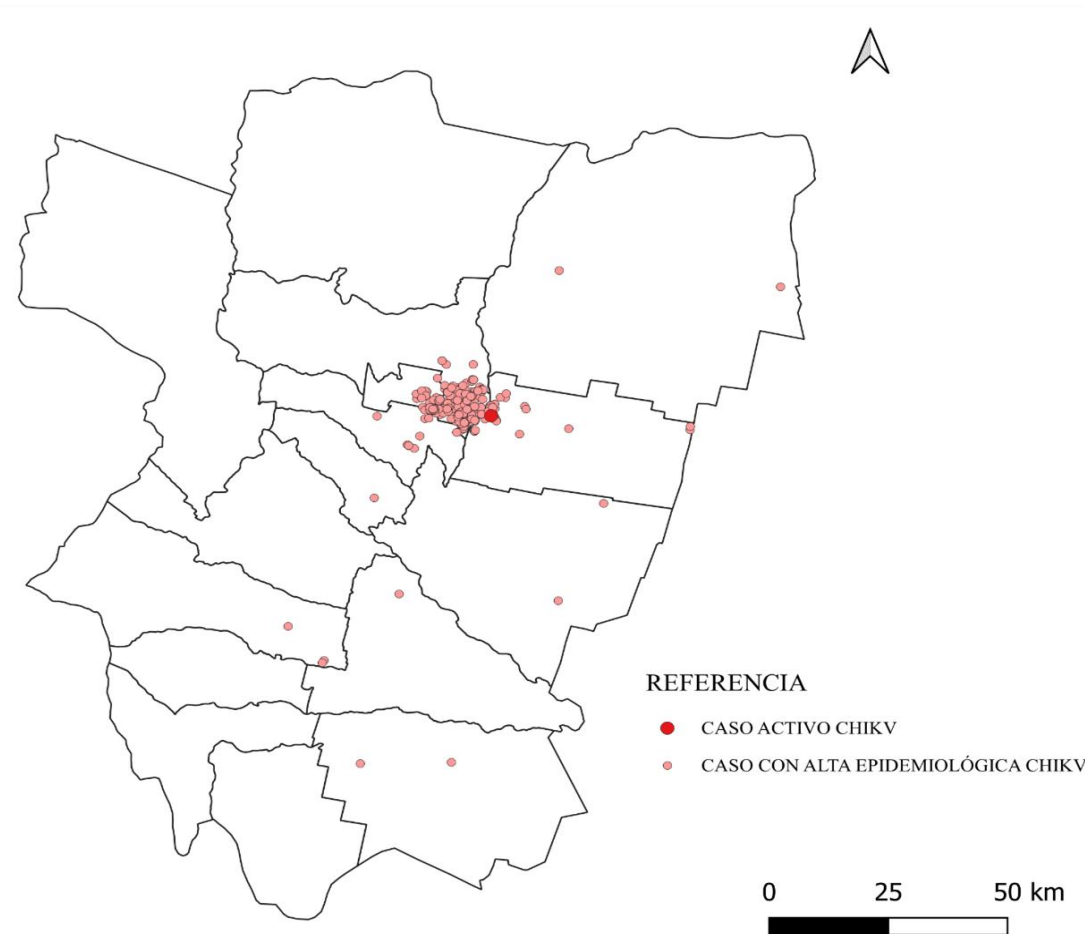 REFERENCIA
CASO ACTIVO CHIKV
CASO CON ALTA EPIDEMIOLÓGICA CHIKV
0 25 50 km